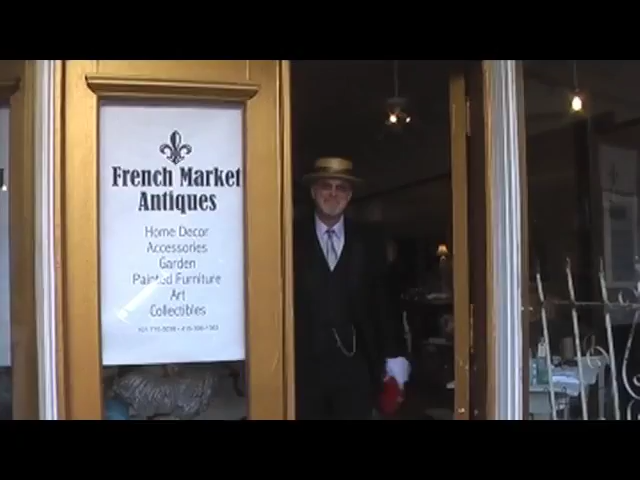 French Market
Antiques
Home Decor
Accessories
Garden
Painted Furniture
Art
Collectibles